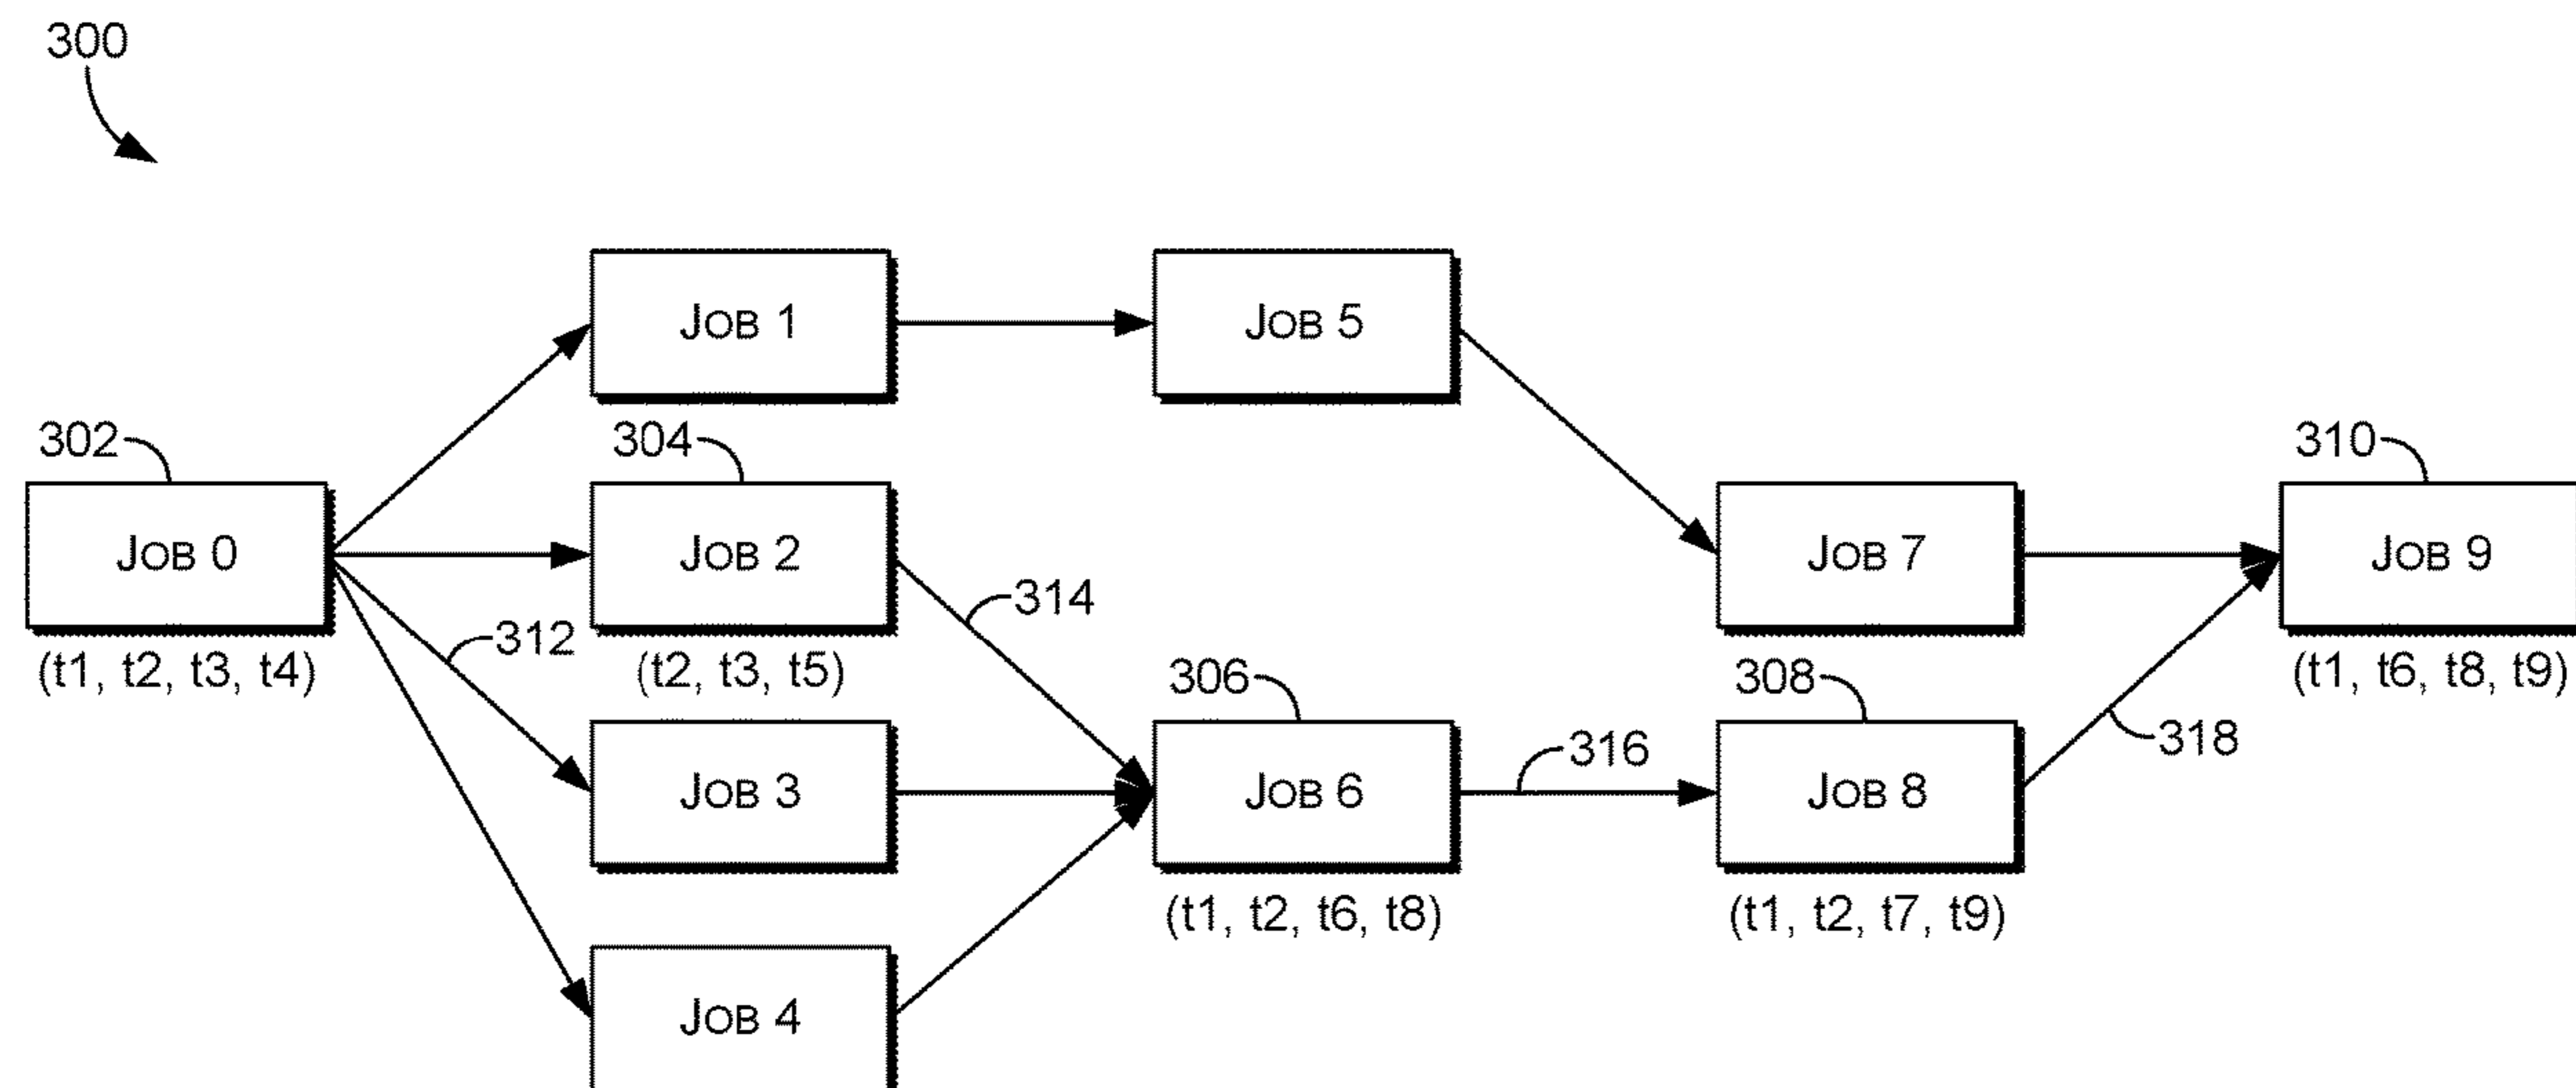 300
JOB 1
JOB 5
302
304
310
JOB 0
JOB 2
JOB 7
JOB 9
314
312
(t1, t2, t3, t4)
(t2, t3, t5)
306
308
(t1, t6, t8, t9)
316
318
JOB 3
JOB 6
JOB 8
(t1, t2, t6, t8)
(t1, t2, t7, t9)
JOB 4